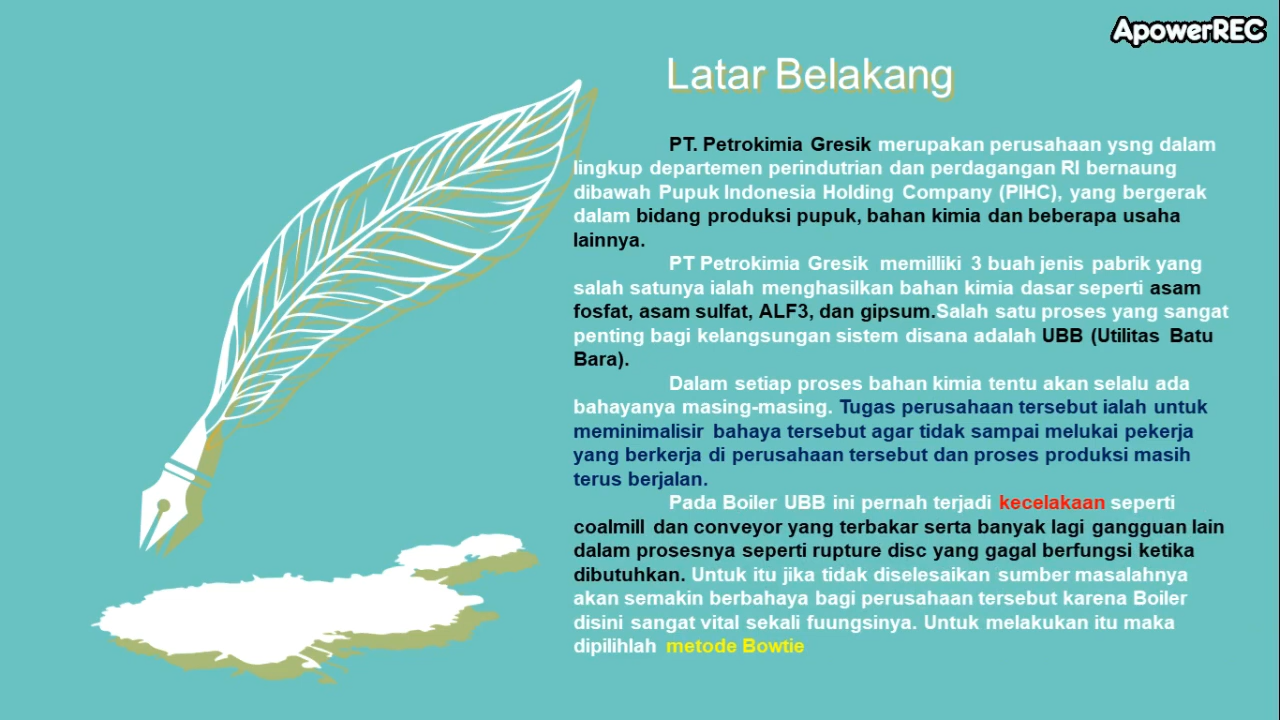 ApowerREC
Latar Belakang
PT. Petrokimia Gresik merupakan perusahaan ysng dalam
lingkup departemen perindutrian dan perdagangan RI bernaung
dibawah Pupuk Indonesia Holding Company (PIHC), yang bergerak
dalam bidang produksi pupuk, bahan kimia dan beberapa usaha
lainnya.
PT Petrokimia Gresik memilliki 3 buah jenis pabrik yang
salah satunya ialah menghasilkan bahan kimia dasar seperti asam
fosfat, asam sulfat, ALF3, dan gipsum.Salah satu proses yang sangat
penting bagi kelangsungan sistem disana adalah UBB (Utilitas Batu
Bara).
Dalam setiap proses bahan kimia tentu akan selalu ada
bahayanya masing-masing. Tugas perusahaan tersebut ialah untuk
meminimalisir bahaya tersebut agar tidak sampai melukai pekerja
yang berkerja di perusahaan tersebut dan proses produksi masih
terus berjalan.
Pada Boiler UBB ini pernah terjadi kecelakaan seperti
coalmill dan conveyor yang terbakar serta banyak lagi gangguan lain
dalam prosesnya seperti rupture disc yang gagal berfungsi ketika
dibutuhkan. Untuk itu jika tidak diselesaikan sumber masalahnya
akan semakin berbahaya bagi perusahaan tersebut karena Boiler
disini sangat vital sekali fuungsinya. Untuk melakukan itu maka
dipilihlah metode Bowtie